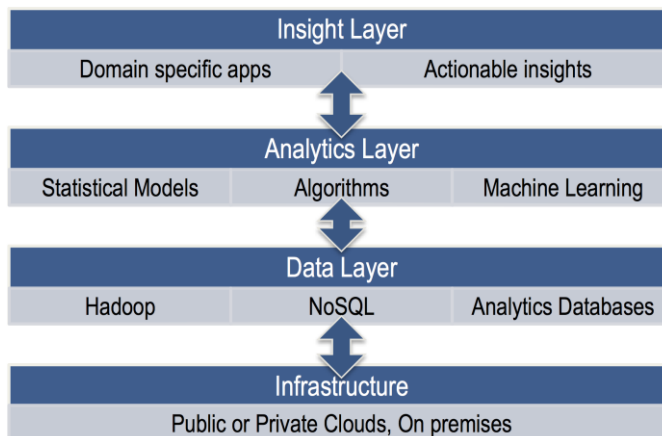 Insight Layer
Domain specific apps Actionable insights
Analytics Layer
Statistical Models Algorithms Machine Learning
Data Layer
Hadoop NoSQL Analytics Databases
Infrastructure
Public or Private Clouds, On premises